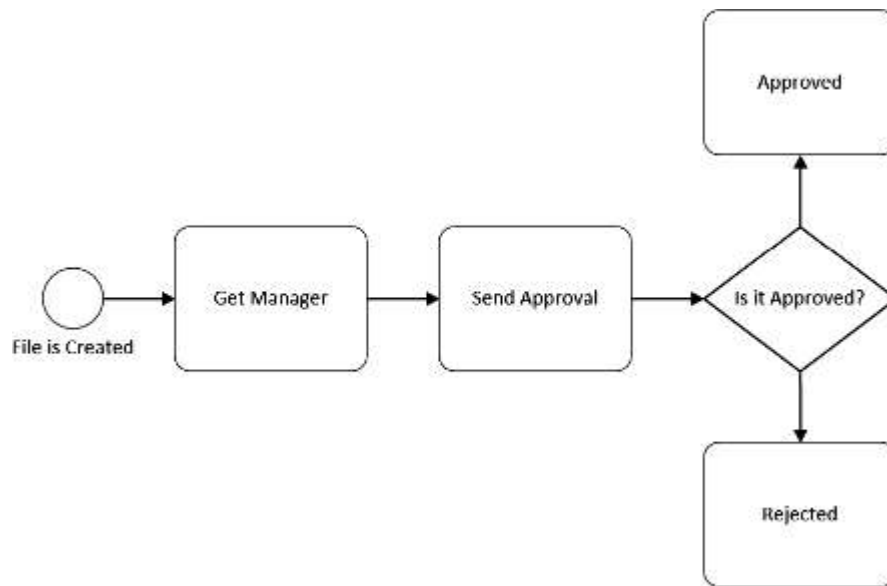 Approved
Get Manager
Send Approval
Is it Approved?
File is Created
Rejected